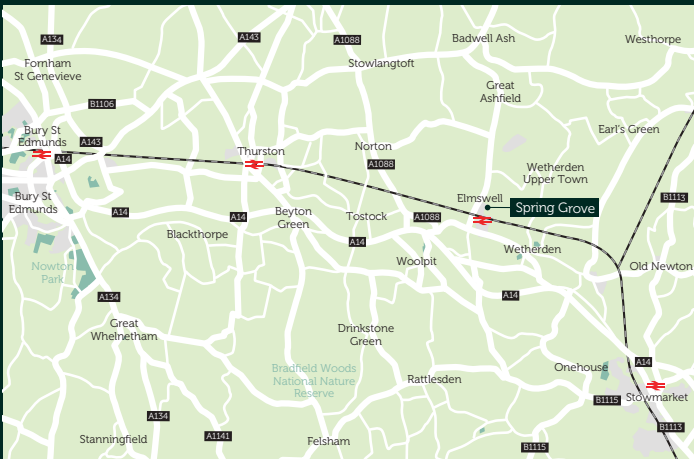 A134
A143
A1088
Badwell Ash
Westhorpe
Fornham
St Genevieve
Stowlangtoft
Great
Ashfield
B1106
Bury St
Edmunds
A143
A14
Thurston
Norton
A1088
Earl's Green
Wetherden
Upper Town
Bury St
Edmunds
A14
A14
Beyton
Green
Tostock
A1088
Elmswell
Spring Grove
B1113
Blackthorpe
A14
Woolpit
Wetherden
Old Newton
Nowton
Park
A134
A14
Great
Whelnetham
Drinkstone
Green
Bradfield Woods
National Nature
Reserve
Rattlesden
Onehouse
A14
Stowmarket
B1115
A134
Stanningfield
A1141
Felsham
B1115
B1113